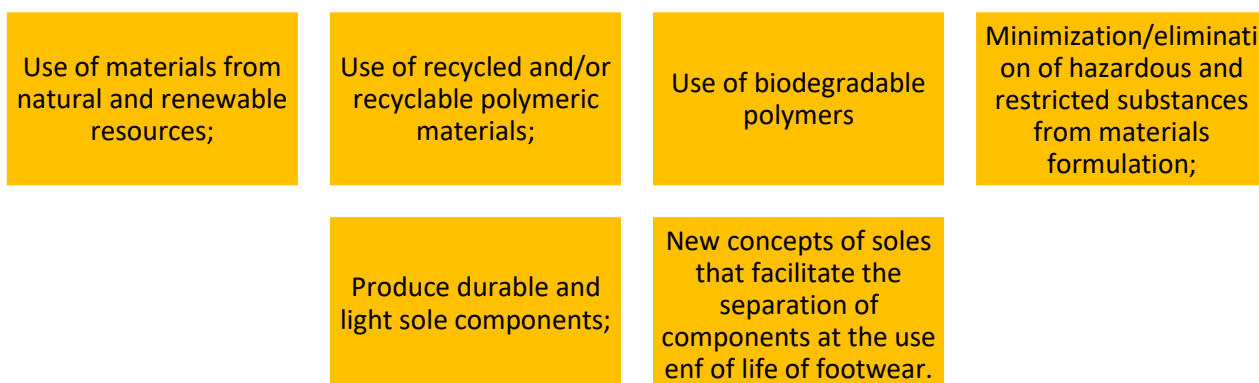 Use of materials from
natural and renewable
resources;
Use of recycled and/or
recyclable polymeric
materials;
Use of biodegradable
polymers
Minimization/eliminati
on of hazardous and
restricted substances
from materials
formulation;
Produce durable and
light sole components;
New concepts of soles
that facilitate the
separation of
components at the use
enf of life of footwear.